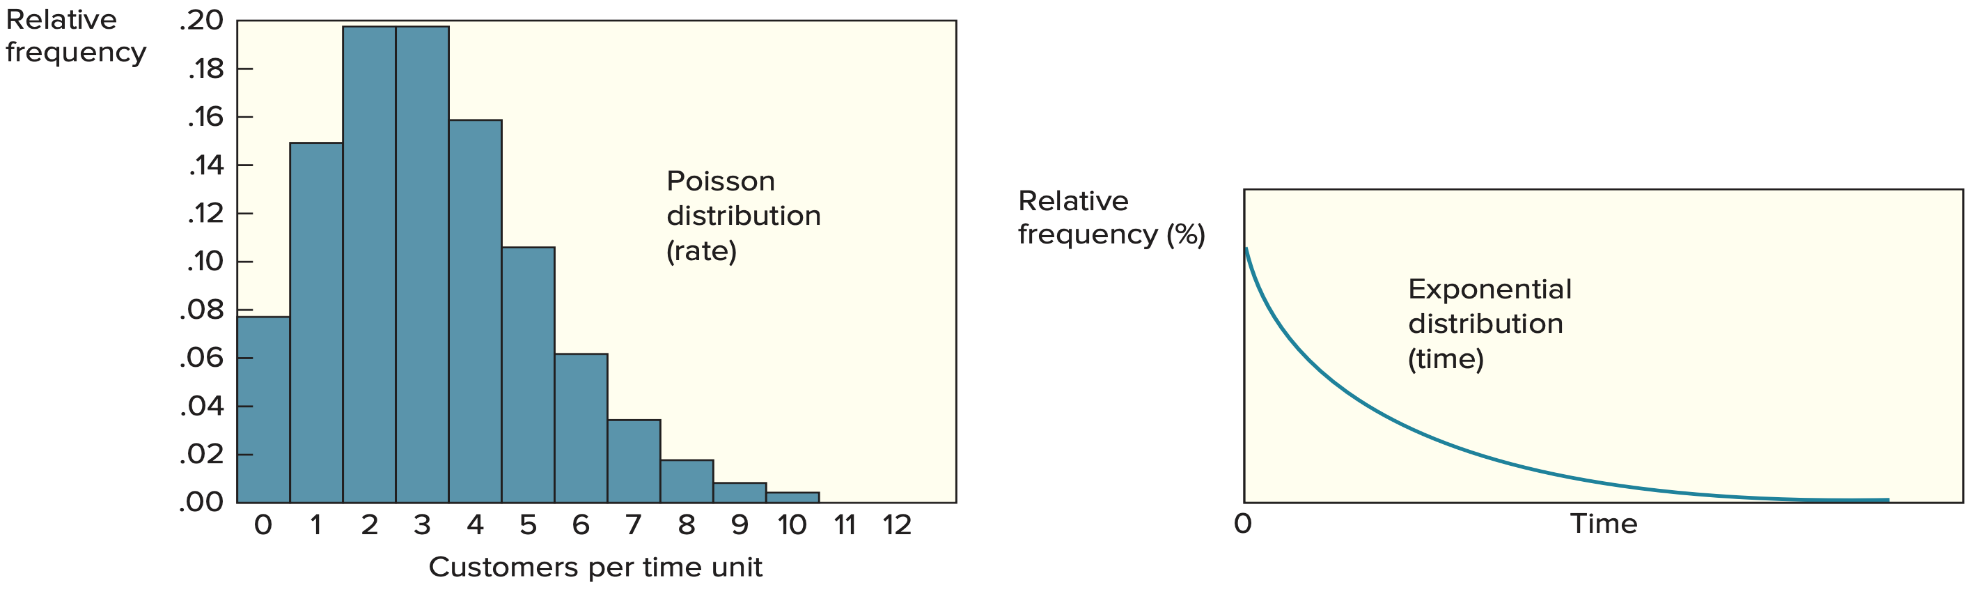 Relative
frequency
.20
.18
.16
.14
.12
.10
.08
.06
.04
.02
.00
Poisson
distribution
(rate)
0 1 2 3 4 5 6 7 8 9 10 11 12
Customers per time unit
Relative
frequency (%)
Exponential
distribution
(time)
0
Time